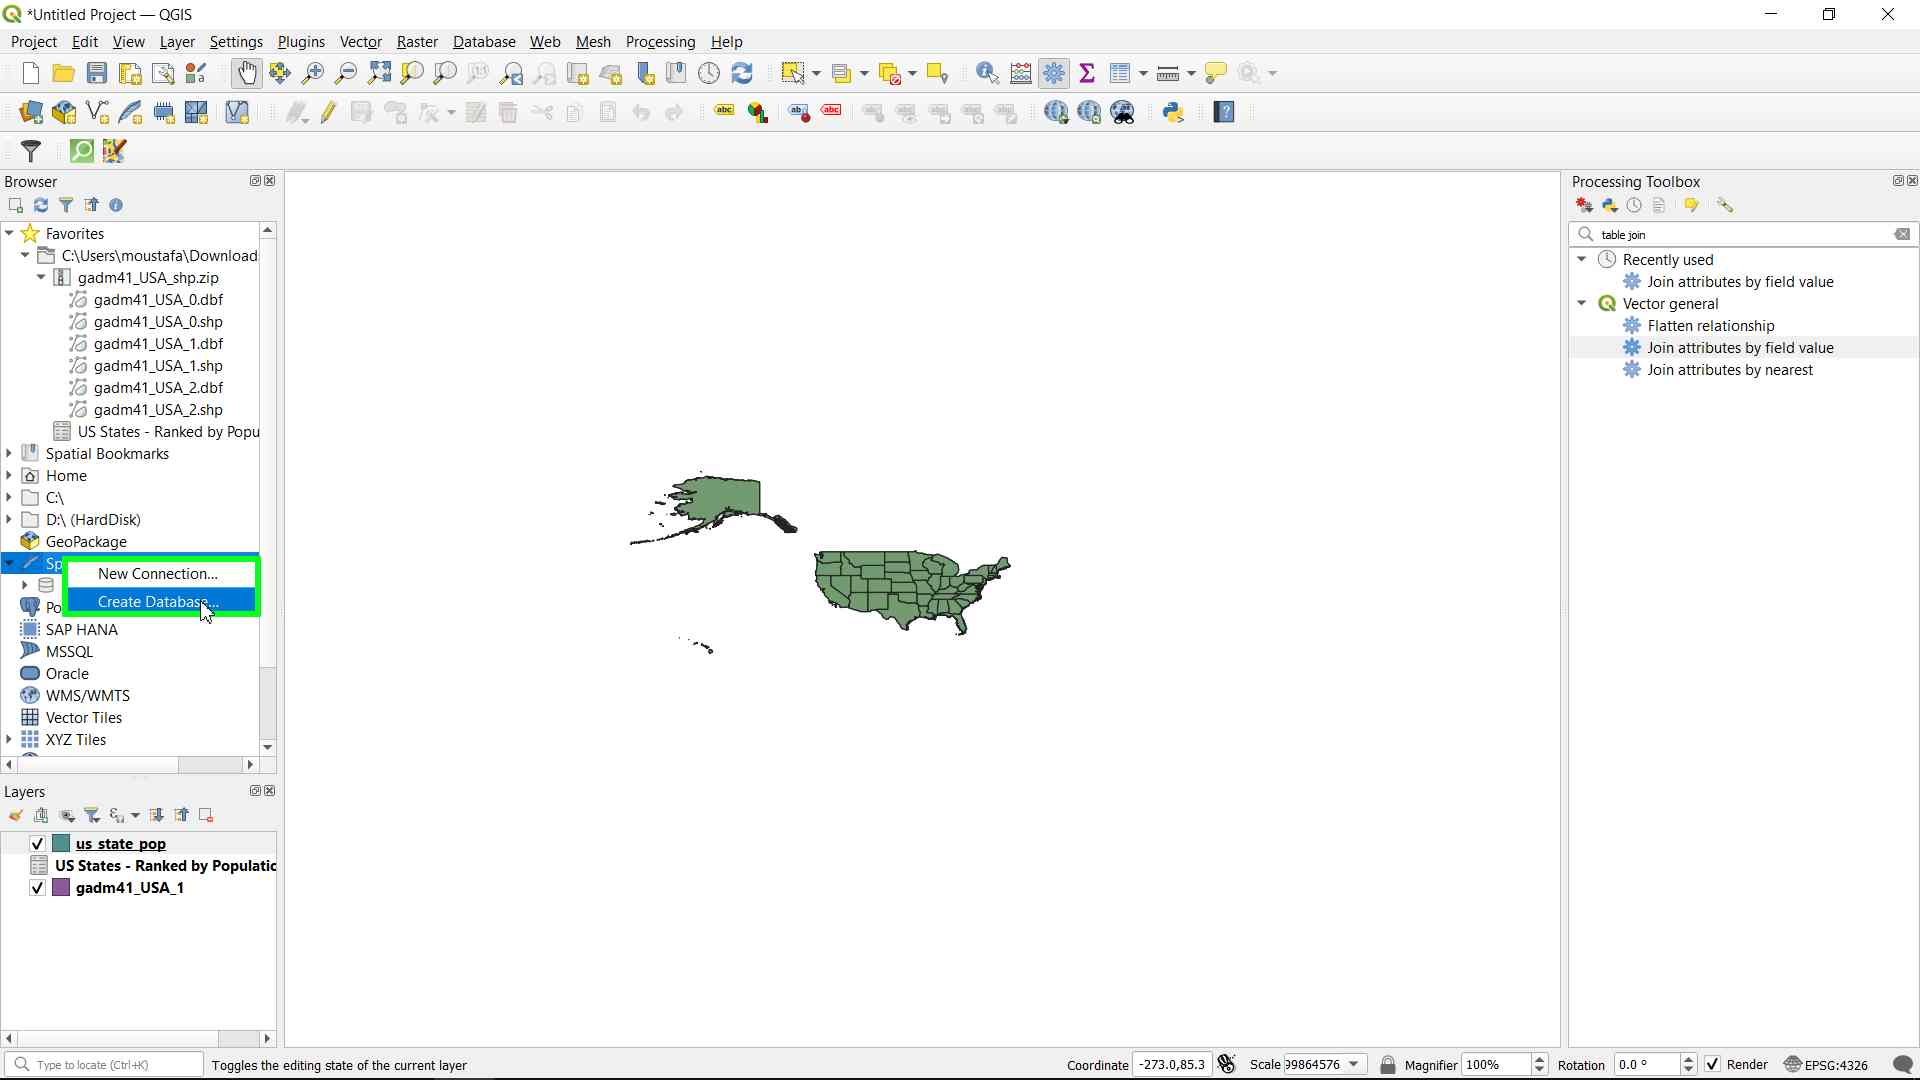 *Untitled Project — QGIS
Project Edit View Layer Settings Plugins Vector Raster Database Web Mesh Processing Help
abc abc abc
Browser
Favorites
C:\Users\moustafa\Download
gadm41_USA_shp.zip
gadm41_USA_0.dbf
gadm41_USA_0.shp
gadm41_USA_1.dbf
gadm41_USA_1.shp
gadm41_USA_2.dbf
gadm41_USA_2.shp
US States - Ranked by Popu
Spatial Bookmarks
Home
C:\
D:\ (HardDisk)
GeoPackage
Sp
New Connection...
Create Database...
Po
SAP HANA
MSSQL
Oracle
WMS/WMTS
Vector Tiles
XYZ Tiles
Layers
us_state_pop
US States - Ranked by Populatic
gadm41_USA_1
Processing Toolbox
table join
Recently used
Join attributes by field value
Vector general
Flatten relationship
Join attributes by field value
Join attributes by nearest
Type to locate (Ctrl+K) Toggles the editing state of the current layer Coordinate -273.0,85.3 Scale 99864576 Magnifier 100% Rotation 0.0 ° Render EPSG:4326